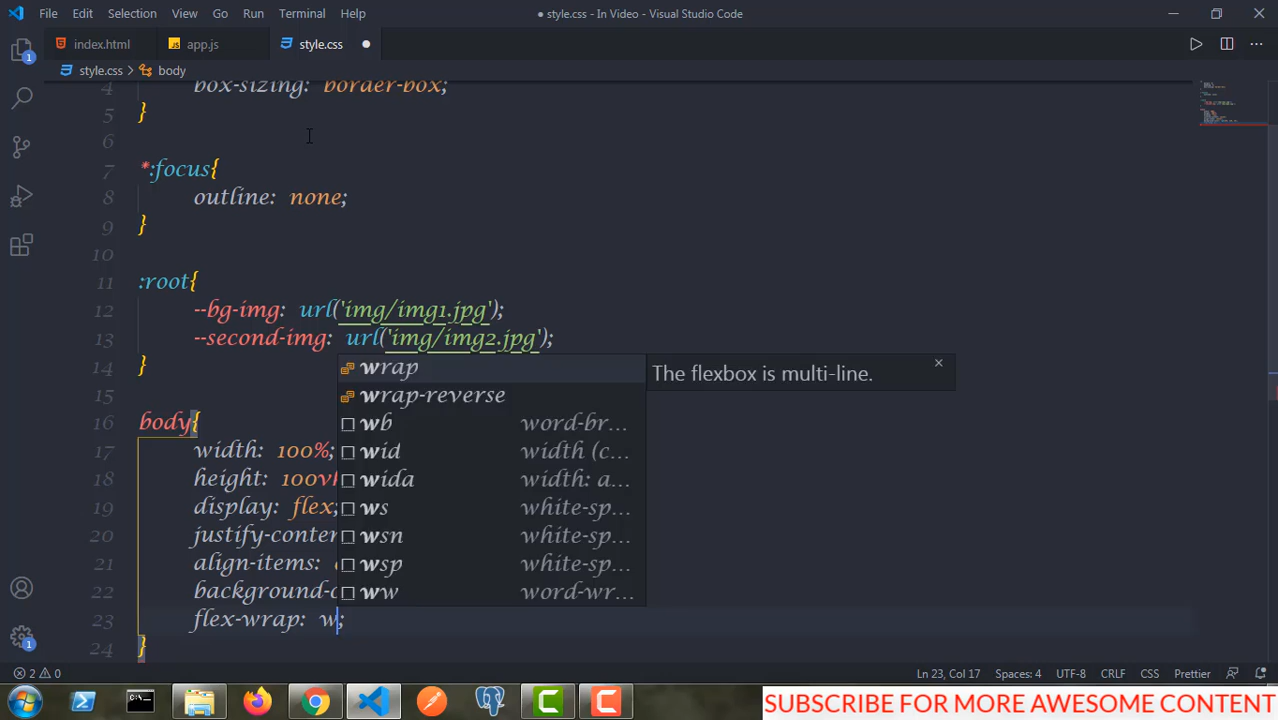 File Edit Selection View Go Run Terminal Help
● style.css - In Video - Visual Studio Code
index.html app.js style.css
style.css > body
4 box-sizing: border-box;
5 }
6
7 *:focus{
8 outline: none;
9 }
10
11 :root{
12 --bg-img: url('img/img1.jpg');
13 --second-img: url('img/img2.jpg');
14 }
15
16 body{
17 width: 100%;
18 height: 100vh
19 display: flex;
20 justify-conten
21 align-items:
22 background-c
23 flex-wrap: w;
24 }
wrap
wrap-reverse
wb word-br...
wid width (c...
wida width: a...
ws white-sp...
wsn white-sp...
wsp white-sp...
ww word-wr...
The flexbox is multi-line.
1
1
2 0
Ln 23, Col 17 Spaces: 4 UTF-8 CRLF CSS Prettier
SUBSCRIBE FOR MORE AWESOME CONTENT